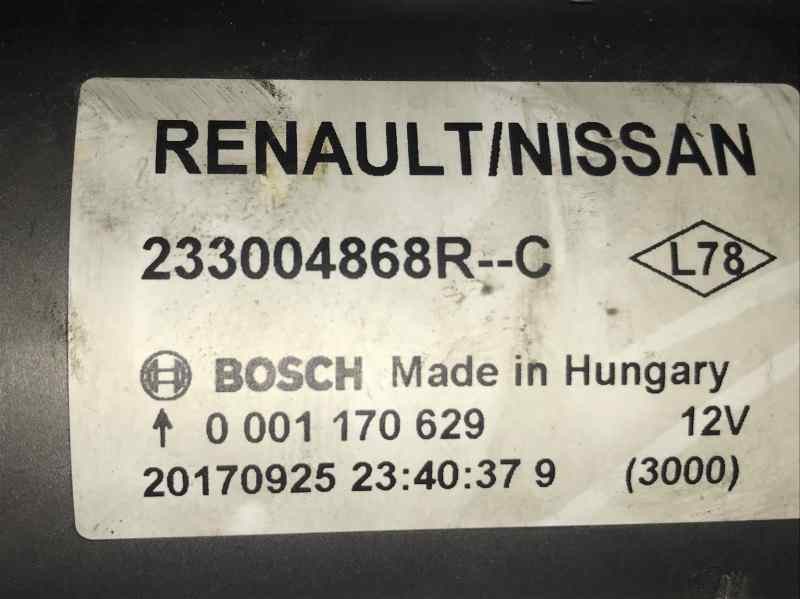 RENAULT/NISSAN
233004868R--C
L78
BOSCH Made in Hungary
↑ 0 001 170 629 12V
20170925 23:40:37 9 (3000)